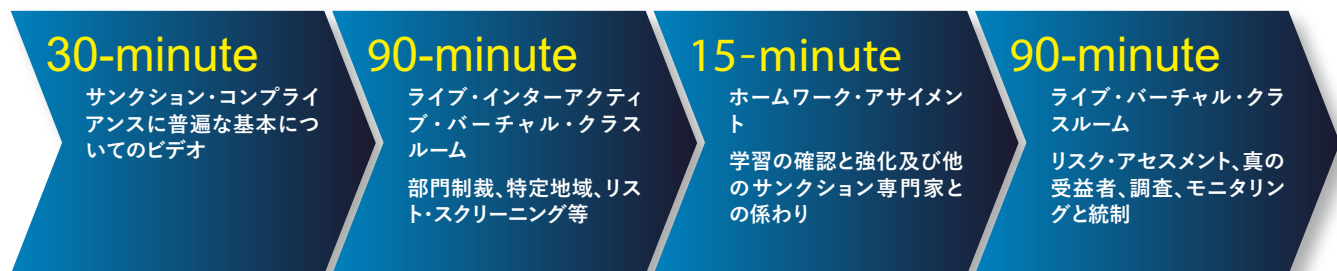 30-minute
サンクション・コンプライ
アンスに普遍な基本につ
いてのビデオ
90-minute
ライブ・インターアクティ
ブ・バーチャル・クラス
ルーム
部門制裁、特定地域、リス
ト・スクリーニング等
15-minute
ホームワーク・アサイメン
ト
学習の確認と強化及び他
のサンクション専門家と
の係わり
90-minute
ライブ・バーチャル・クラ
スルーム
リスク・アセスメント、真の
受益者、調査、モニタリン
グと統制